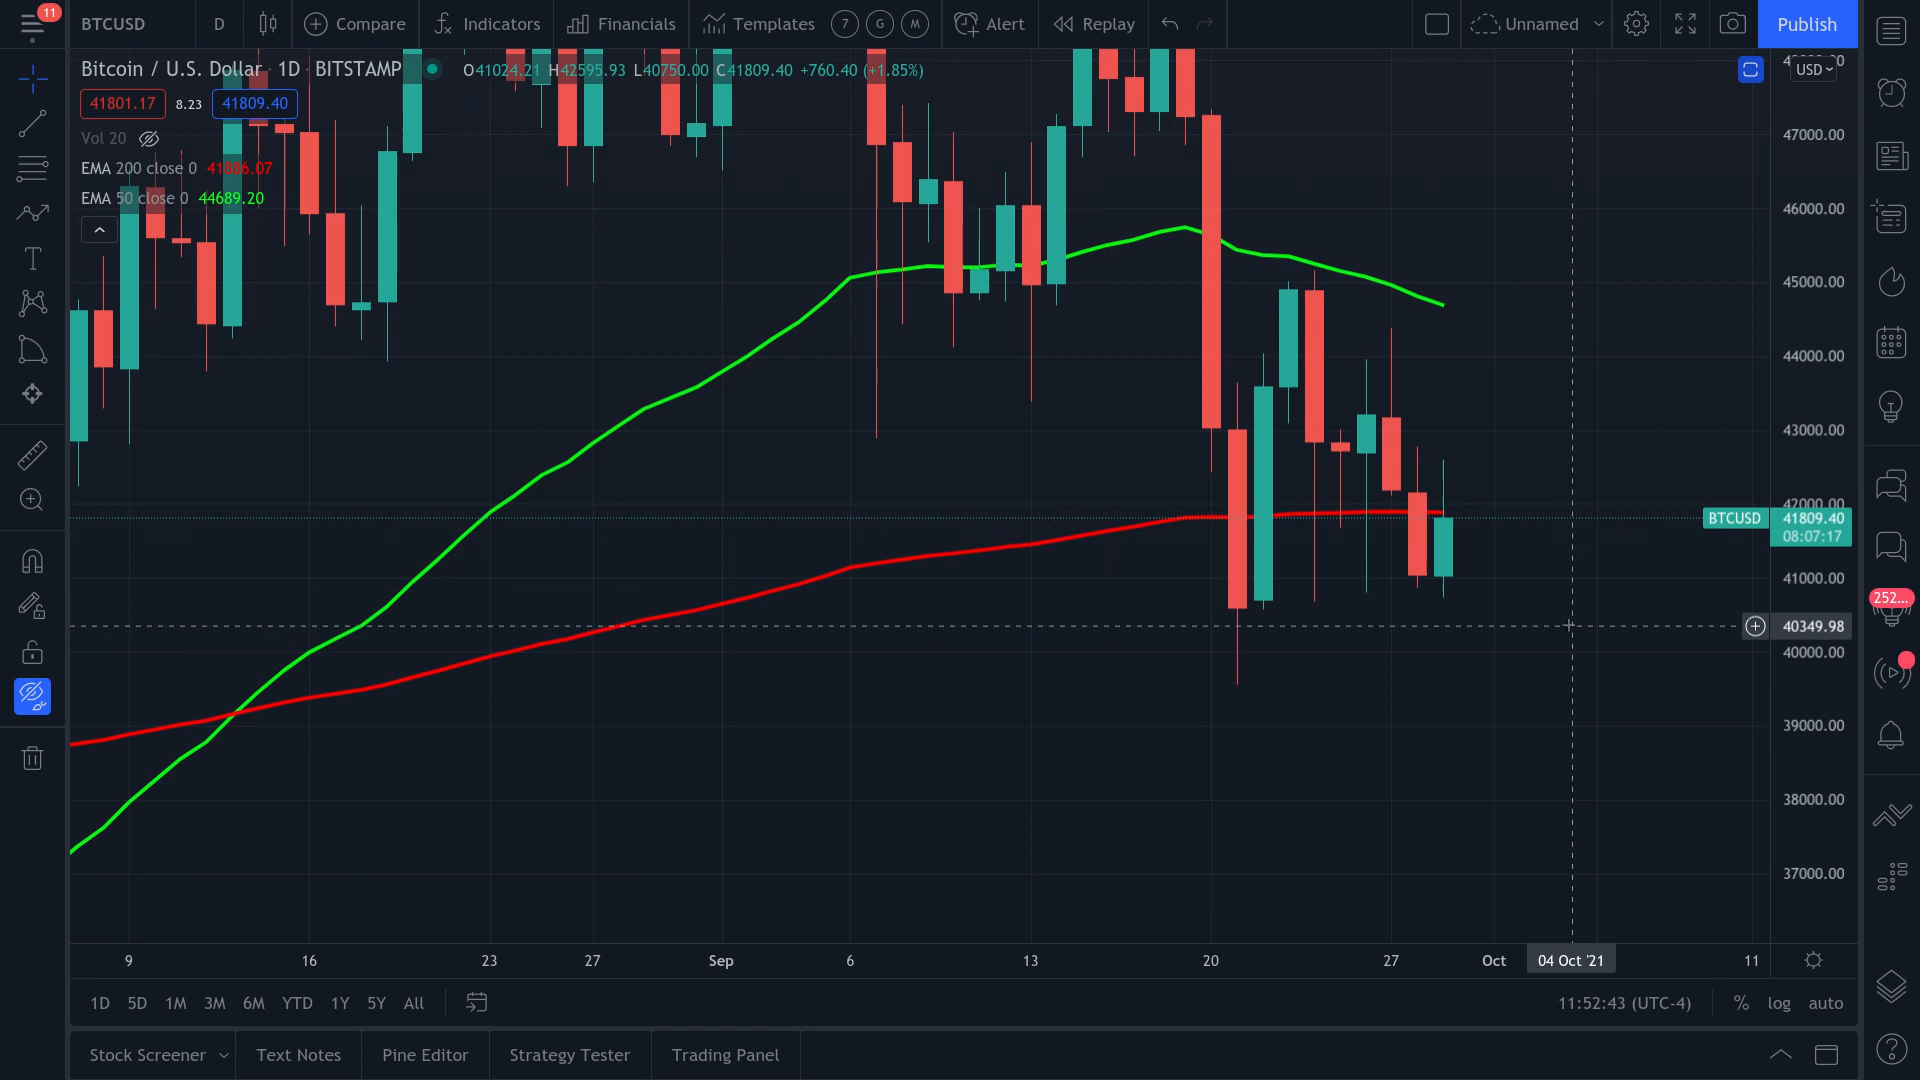 11
BTCUSD
D
Compare
Indicators
Financials
Templates
7
G
M
Alert
Replay
Unnamed
Publish
Bitcoin / U.S. Dollar · 1D · BITSTAMP
O41024.21 H42595.93 L40750.00 C41809.40 +760.40 (+1.85%)
USD
41801.17 8.23 41809.40
Vol 20
EMA 200 close 0 41886.07
EMA 50 close 0 44689.20
47000.00
46000.00
45000.00
44000.00
43000.00
42000.00
BTCUSD 41809.40
08:07:17
41000.00
252...
40349.98
40000.00
39000.00
38000.00
37000.00
9 16 23 27 Sep 6 13 20 27 Oct 04 Oct '21 11
1D 5D 1M 3M 6M YTD 1Y 5Y All
11:52:43 (UTC-4)
% log auto
Stock Screener
Text Notes
Pine Editor
Strategy Tester
Trading Panel